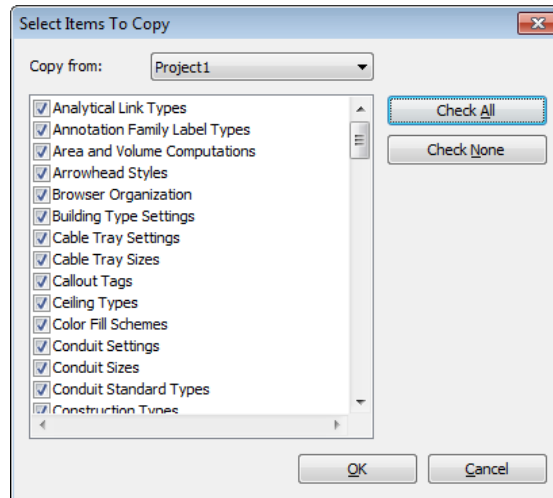 Select Items To Copy
Copy from: Project1
Analytical Link Types
Annotation Family Label Types
Area and Volume Computations
Arrowhead Styles
Browser Organization
Building Type Settings
Cable Tray Settings
Cable Tray Sizes
Callout Tags
Ceiling Types
Color Fill Schemes
Conduit Settings
Conduit Sizes
Conduit Standard Types
Construction Types
Check All
Check None
OK
Cancel